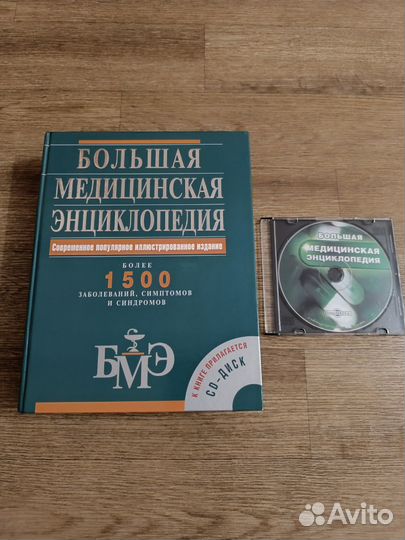 БОЛЬШАЯ
МЕДИЦИНСКАЯ
ЭНЦИКЛОПЕДИЯ
Современное популярное иллюстрированное издание
БОЛЕЕ
1500
ЗАБОЛЕВАНИЙ, СИМПТОМОВ
И СИНДРОМОВ
БМЭ
К КНИГЕ ПРИЛАГАЕТСЯ
CD-ДИСК
БОЛЬШАЯ
МЕДИЦИНСКАЯ
ЭНЦИКЛОПЕДИЯ
Avito